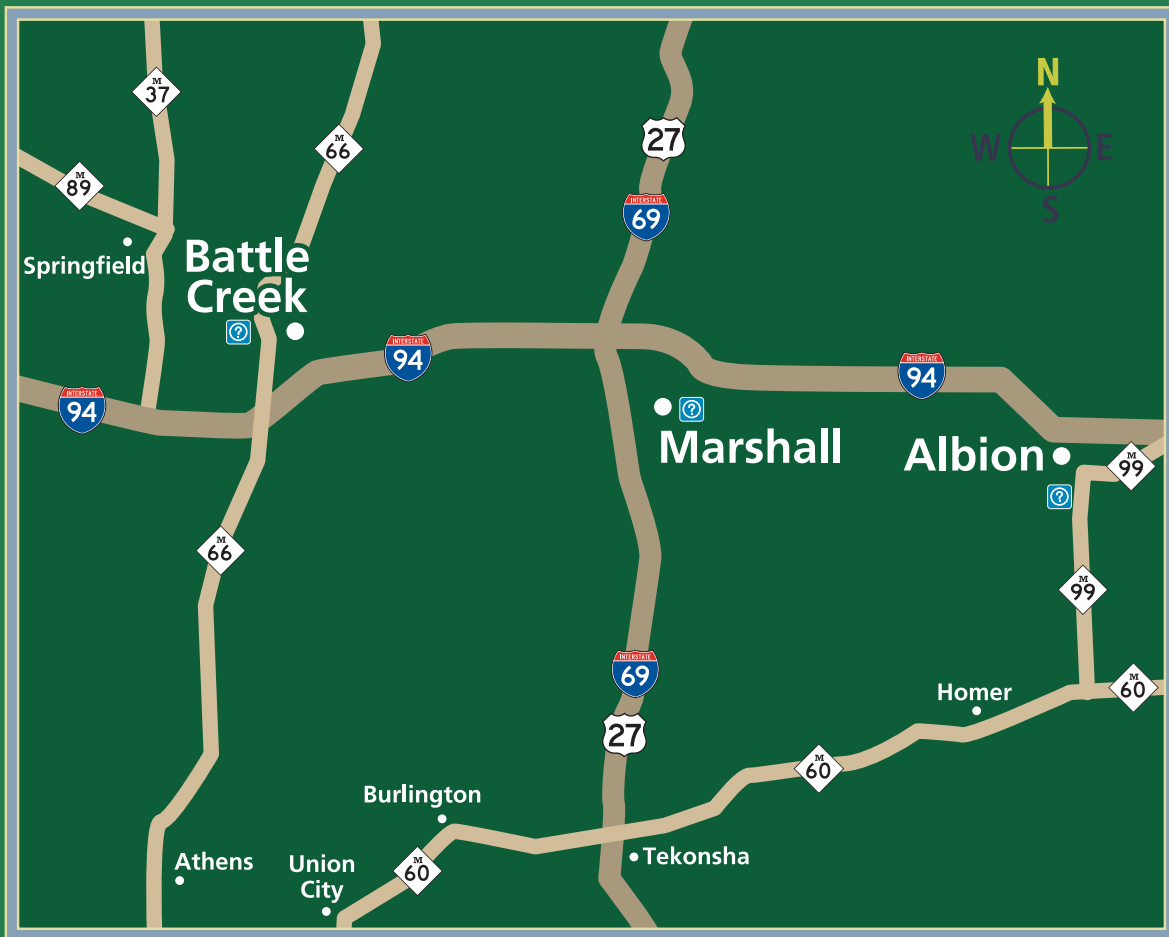 M
37
M
66
M
89
27
INTERSTATE
69
N
W
E
S
Springfield
Battle
Creek
?
INTERSTATE
94
INTERSTATE
94
INTERSTATE
94
?
Marshall
Albion
M
99
?
M
66
M
99
INTERSTATE
69
27
Homer
M
60
M
60
Burlington
Tekonsha
Athens
Union
City
M
60